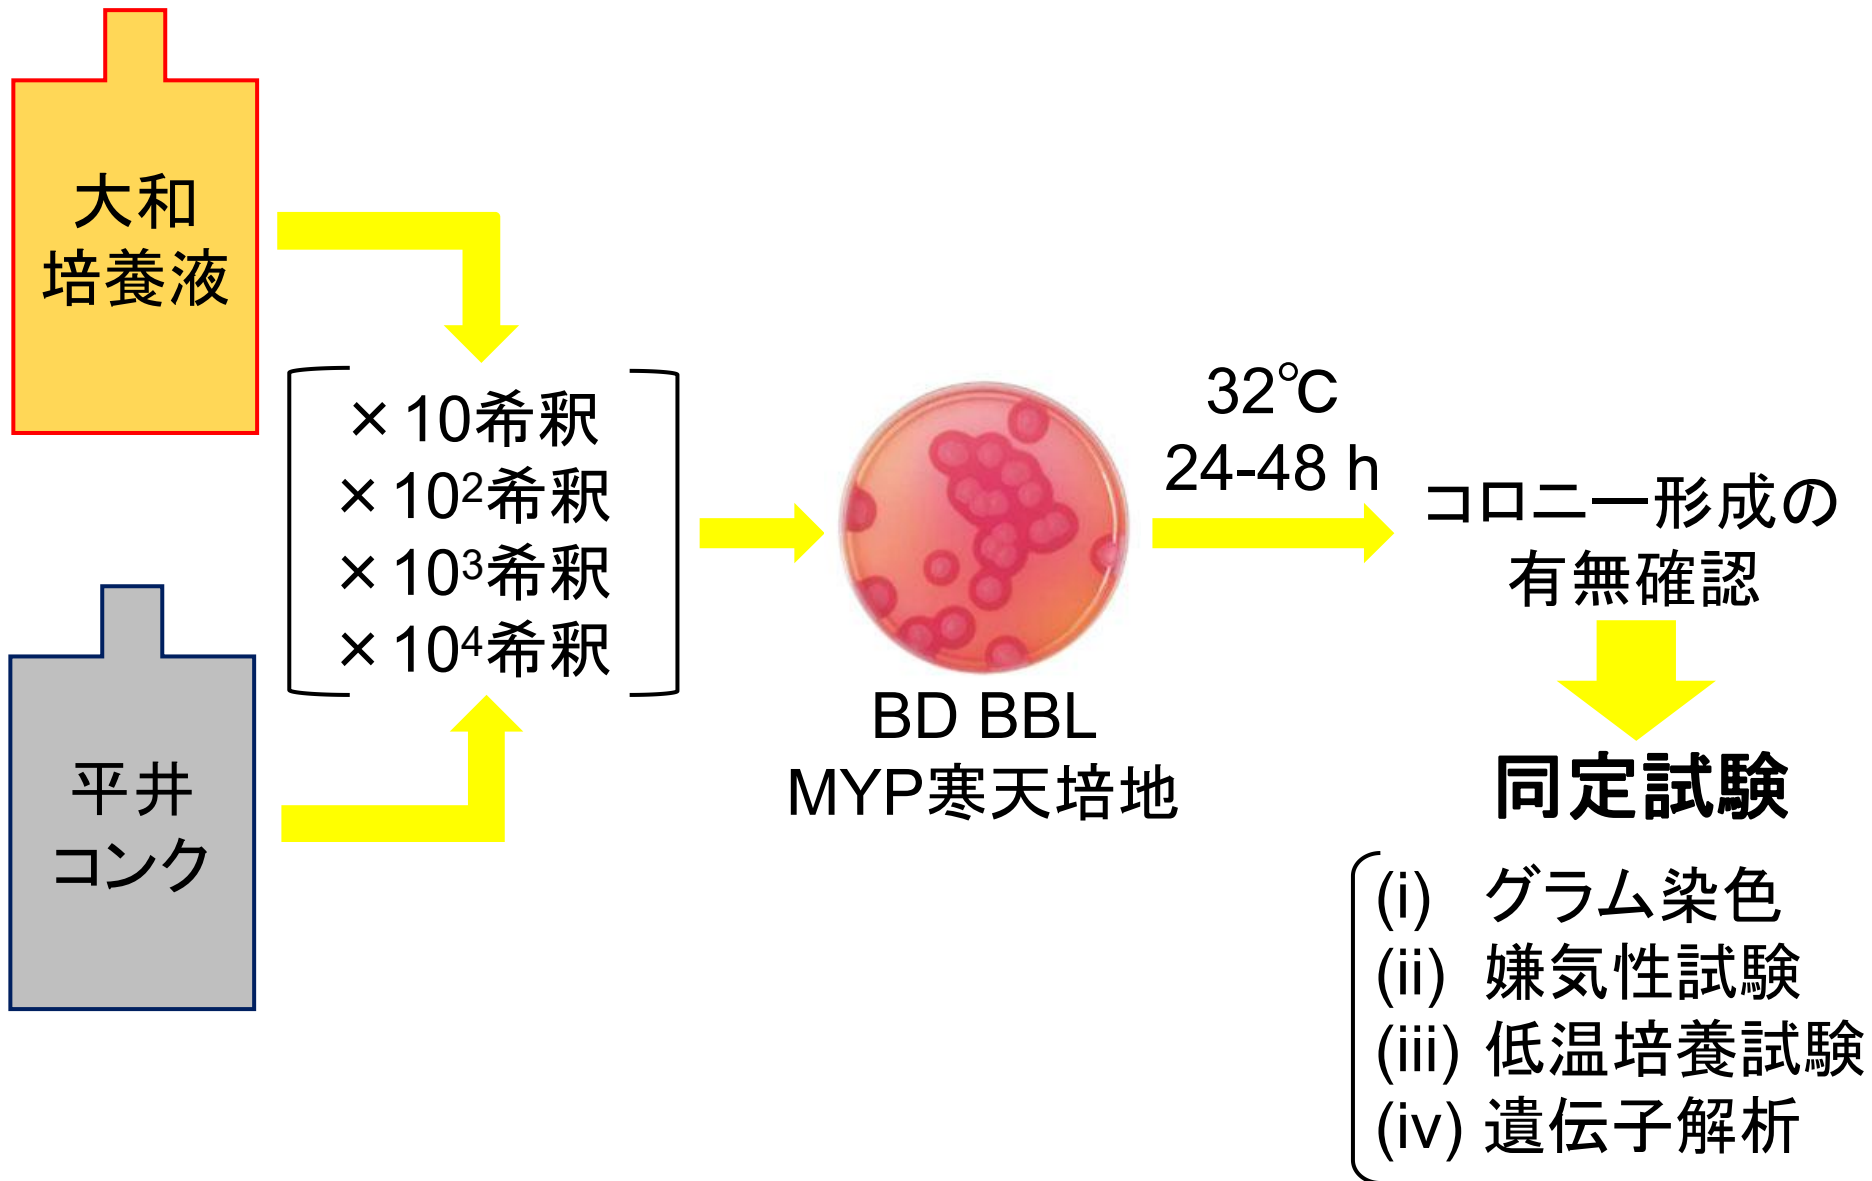 大和
培養液
×10希釈
×10²希釈
×10³希釈
×10⁴希釈
平井
コンク
BD BBL
MYP寒天培地
32℃
24-48 h
コロニー形成の
有無確認
同定試験
(i) グラム染色
(ii) 嫌気性試験
(iii) 低温培養試験
(iv) 遺伝子解析